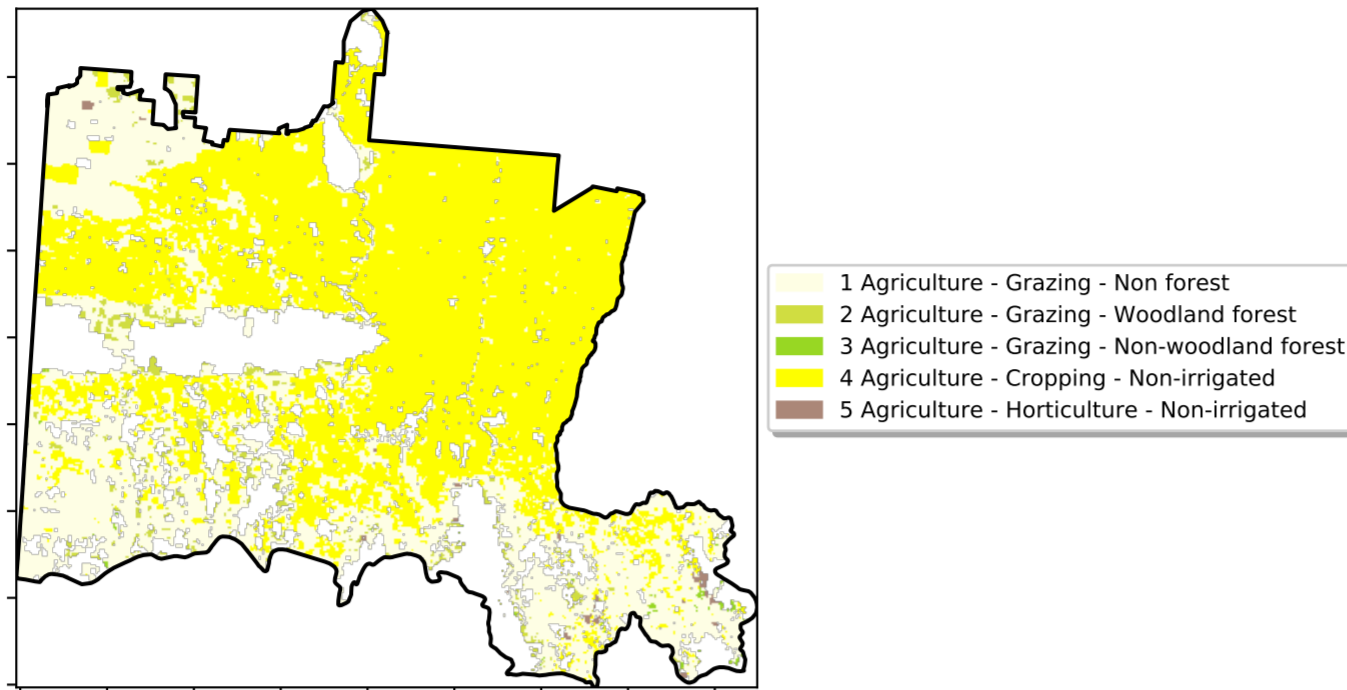 1 Agriculture - Grazing - Non forest
2 Agriculture - Grazing - Woodland forest
3 Agriculture - Grazing - Non-woodland forest
4 Agriculture - Cropping - Non-irrigated
5 Agriculture - Horticulture - Non-irrigated